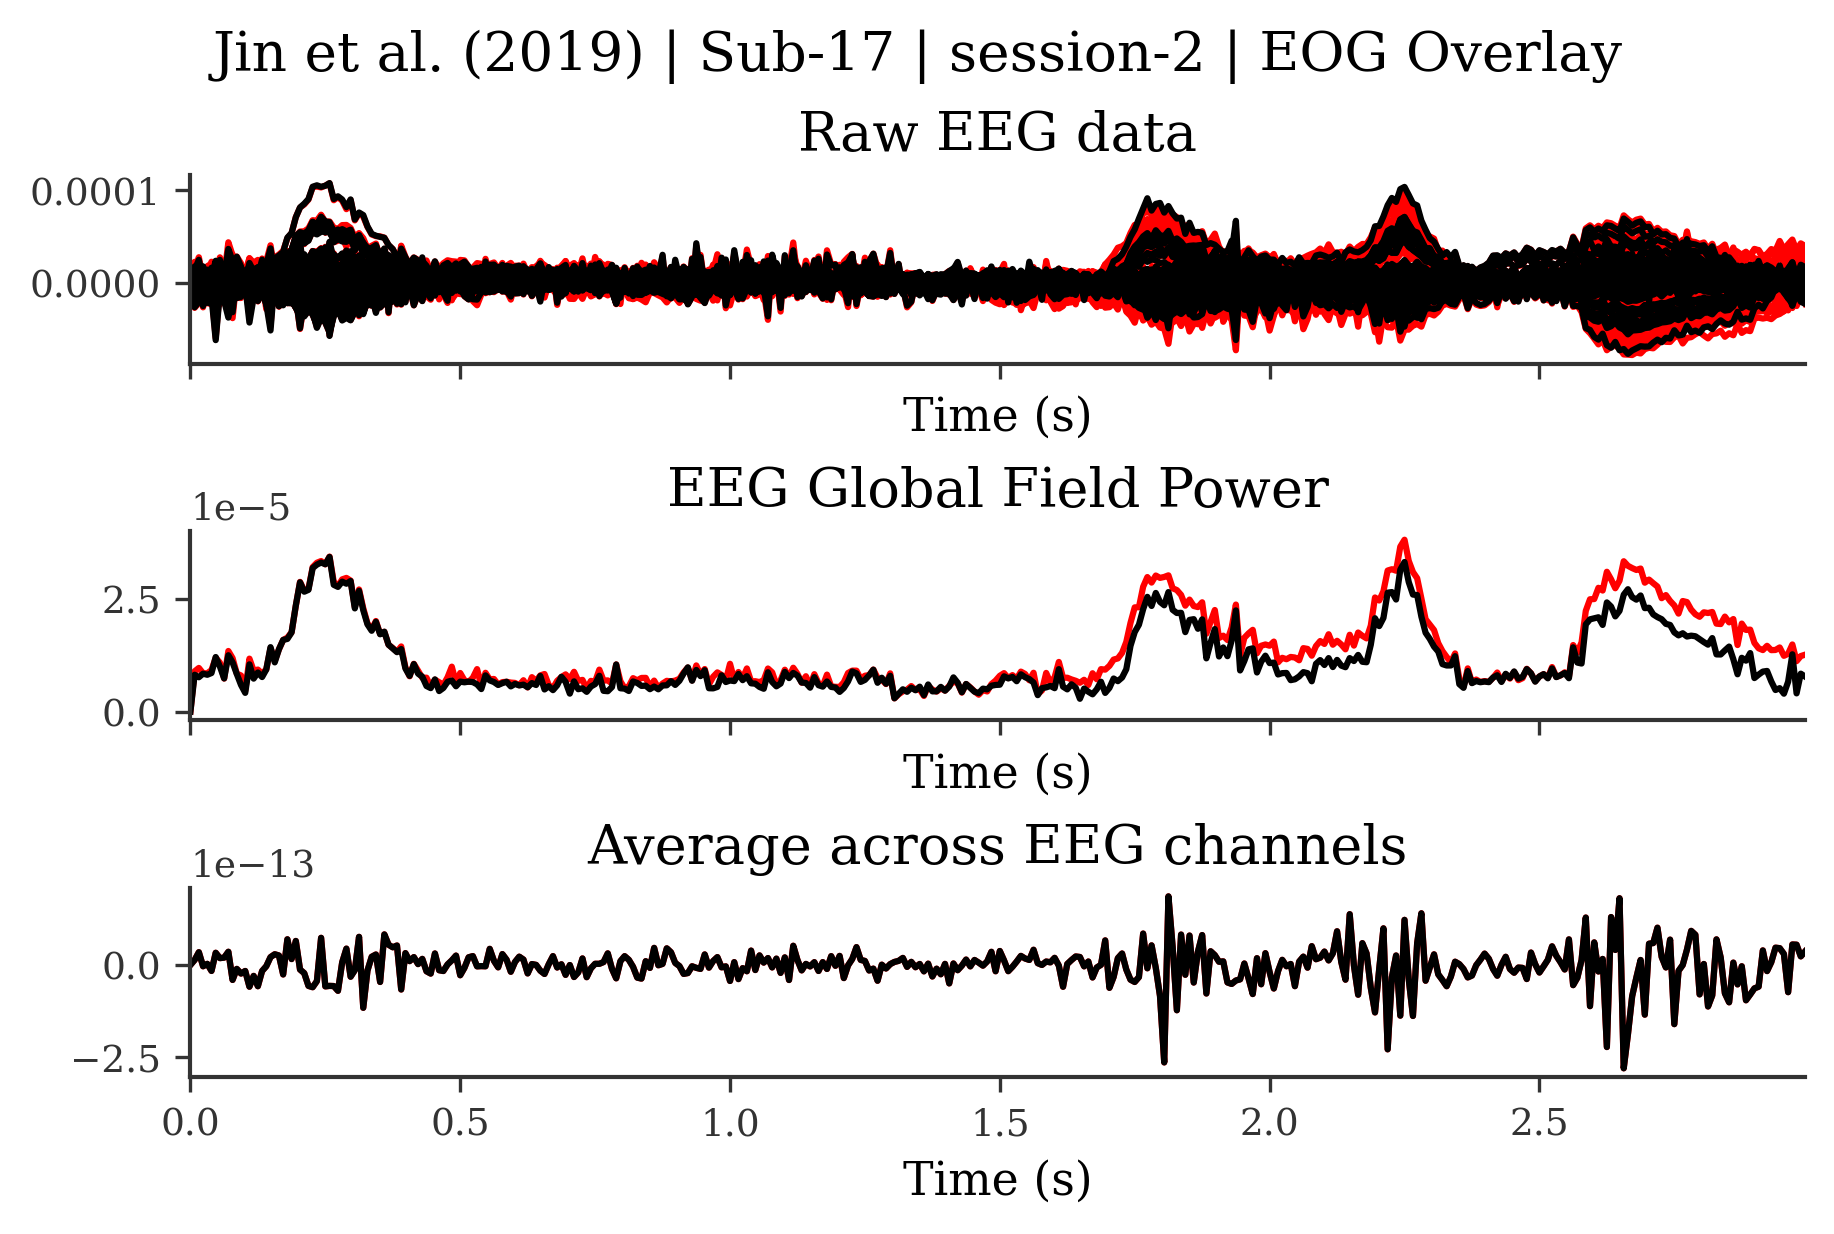 Jin et al. (2019) | Sub-17 | session-2 | EOG Overlay
Raw EEG data
0.0001
0.0000
Time (s)
EEG Global Field Power
1e−5
2.5
0.0
Time (s)
Average across EEG channels
1e−13
0.0
−2.5
0.0 0.5 1.0 1.5 2.0 2.5
Time (s)